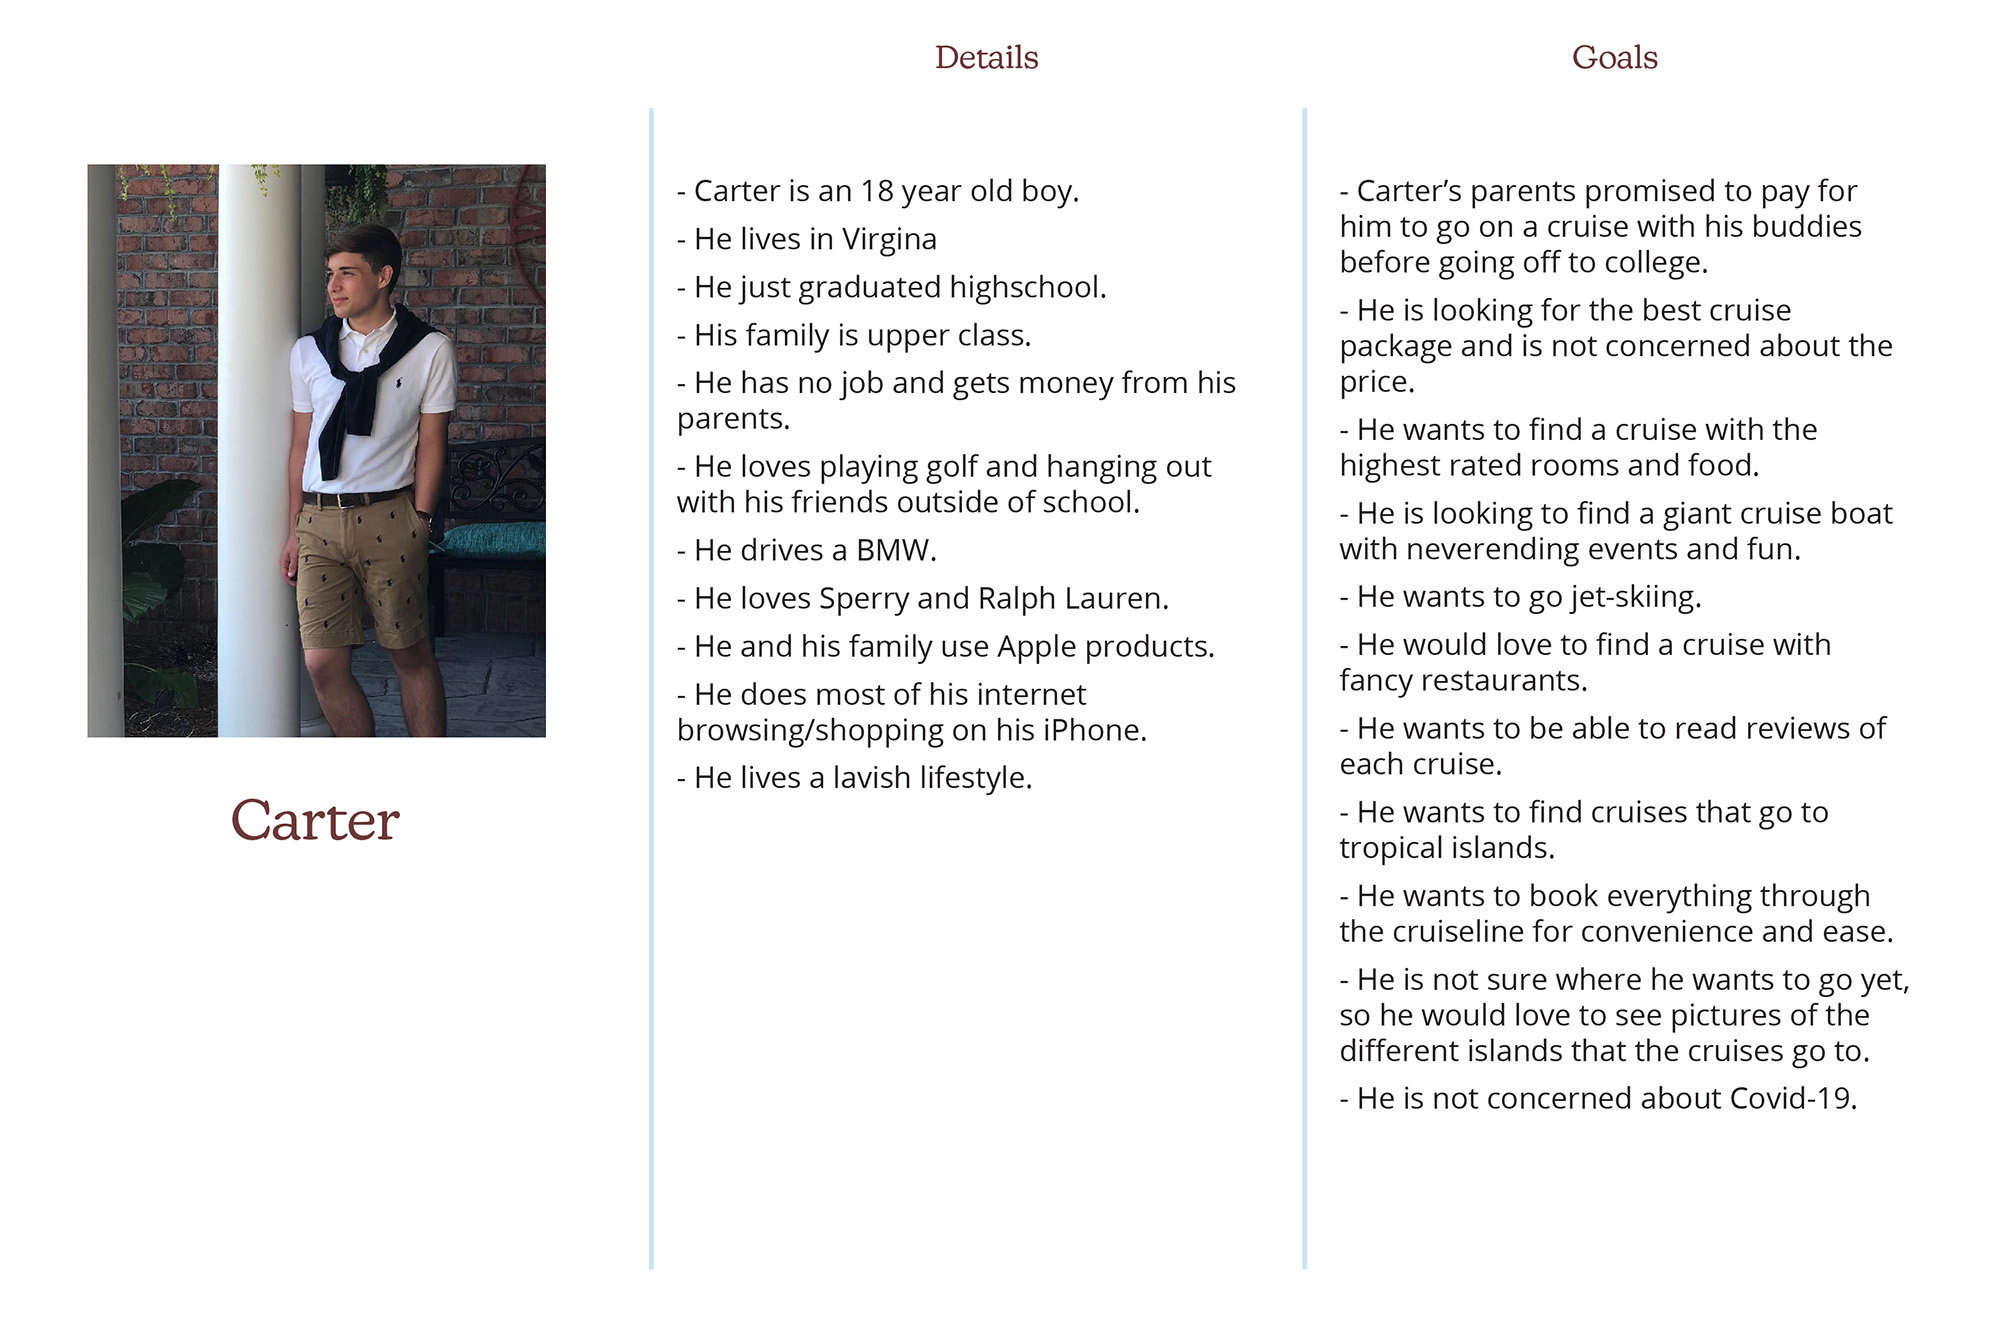 Details
Goals
Carter
- Carter is an 18 year old boy.
- He lives in Virgina
- He just graduated highschool.
- His family is upper class.
- He has no job and gets money from his
parents.
- He loves playing golf and hanging out
with his friends outside of school.
- He drives a BMW.
- He loves Sperry and Ralph Lauren.
- He and his family use Apple products.
- He does most of his internet
browsing/shopping on his iPhone.
- He lives a lavish lifestyle.
- Carter’s parents promised to pay for
him to go on a cruise with his buddies
before going off to college.
- He is looking for the best cruise
package and is not concerned about the
price.
- He wants to find a cruise with the
highest rated rooms and food.
- He is looking to find a giant cruise boat
with neverending events and fun.
- He wants to go jet-skiing.
- He would love to find a cruise with
fancy restaurants.
- He wants to be able to read reviews of
each cruise.
- He wants to find cruises that go to
tropical islands.
- He wants to book everything through
the cruiseline for convenience and ease.
- He is not sure where he wants to go yet,
so he would love to see pictures of the
different islands that the cruises go to.
- He is not concerned about Covid-19.